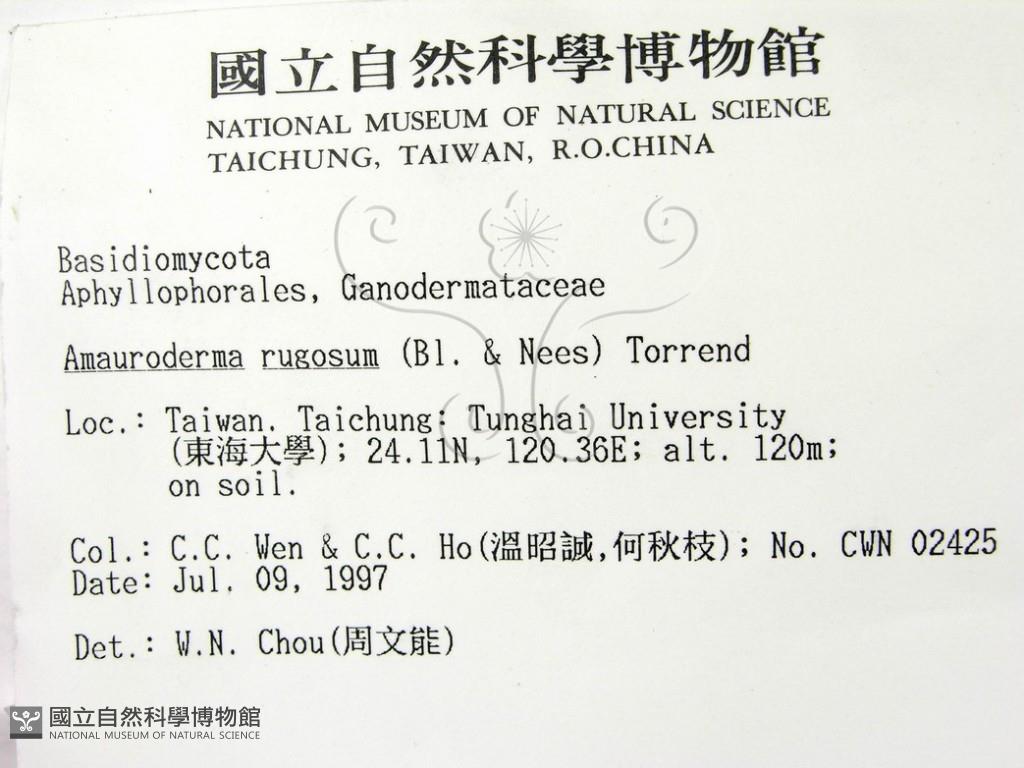 國立自然科學博物館
NATIONAL MUSEUM OF NATURAL SCIENCE
TAICHUNG, TAIWAN, R.O.CHINA
Basidiomycota
Aphyllophorales, Ganodermataceae
Amauroderma rugosum (Bl. & Nees) Torrend
Loc.: Taiwan. Taichung: Tunghai University
(東海大學); 24.11N, 120.36E; alt. 120m;
on soil.
Col.: C.C. Wen & C.C. Ho(溫昭誠,何秋枝); No. CWN 02425
Date: Jul. 09, 1997
Det.: W.N. Chou(周文能)
國立自然科學博物館
NATIONAL MUSEUM OF NATURAL SCIENCE